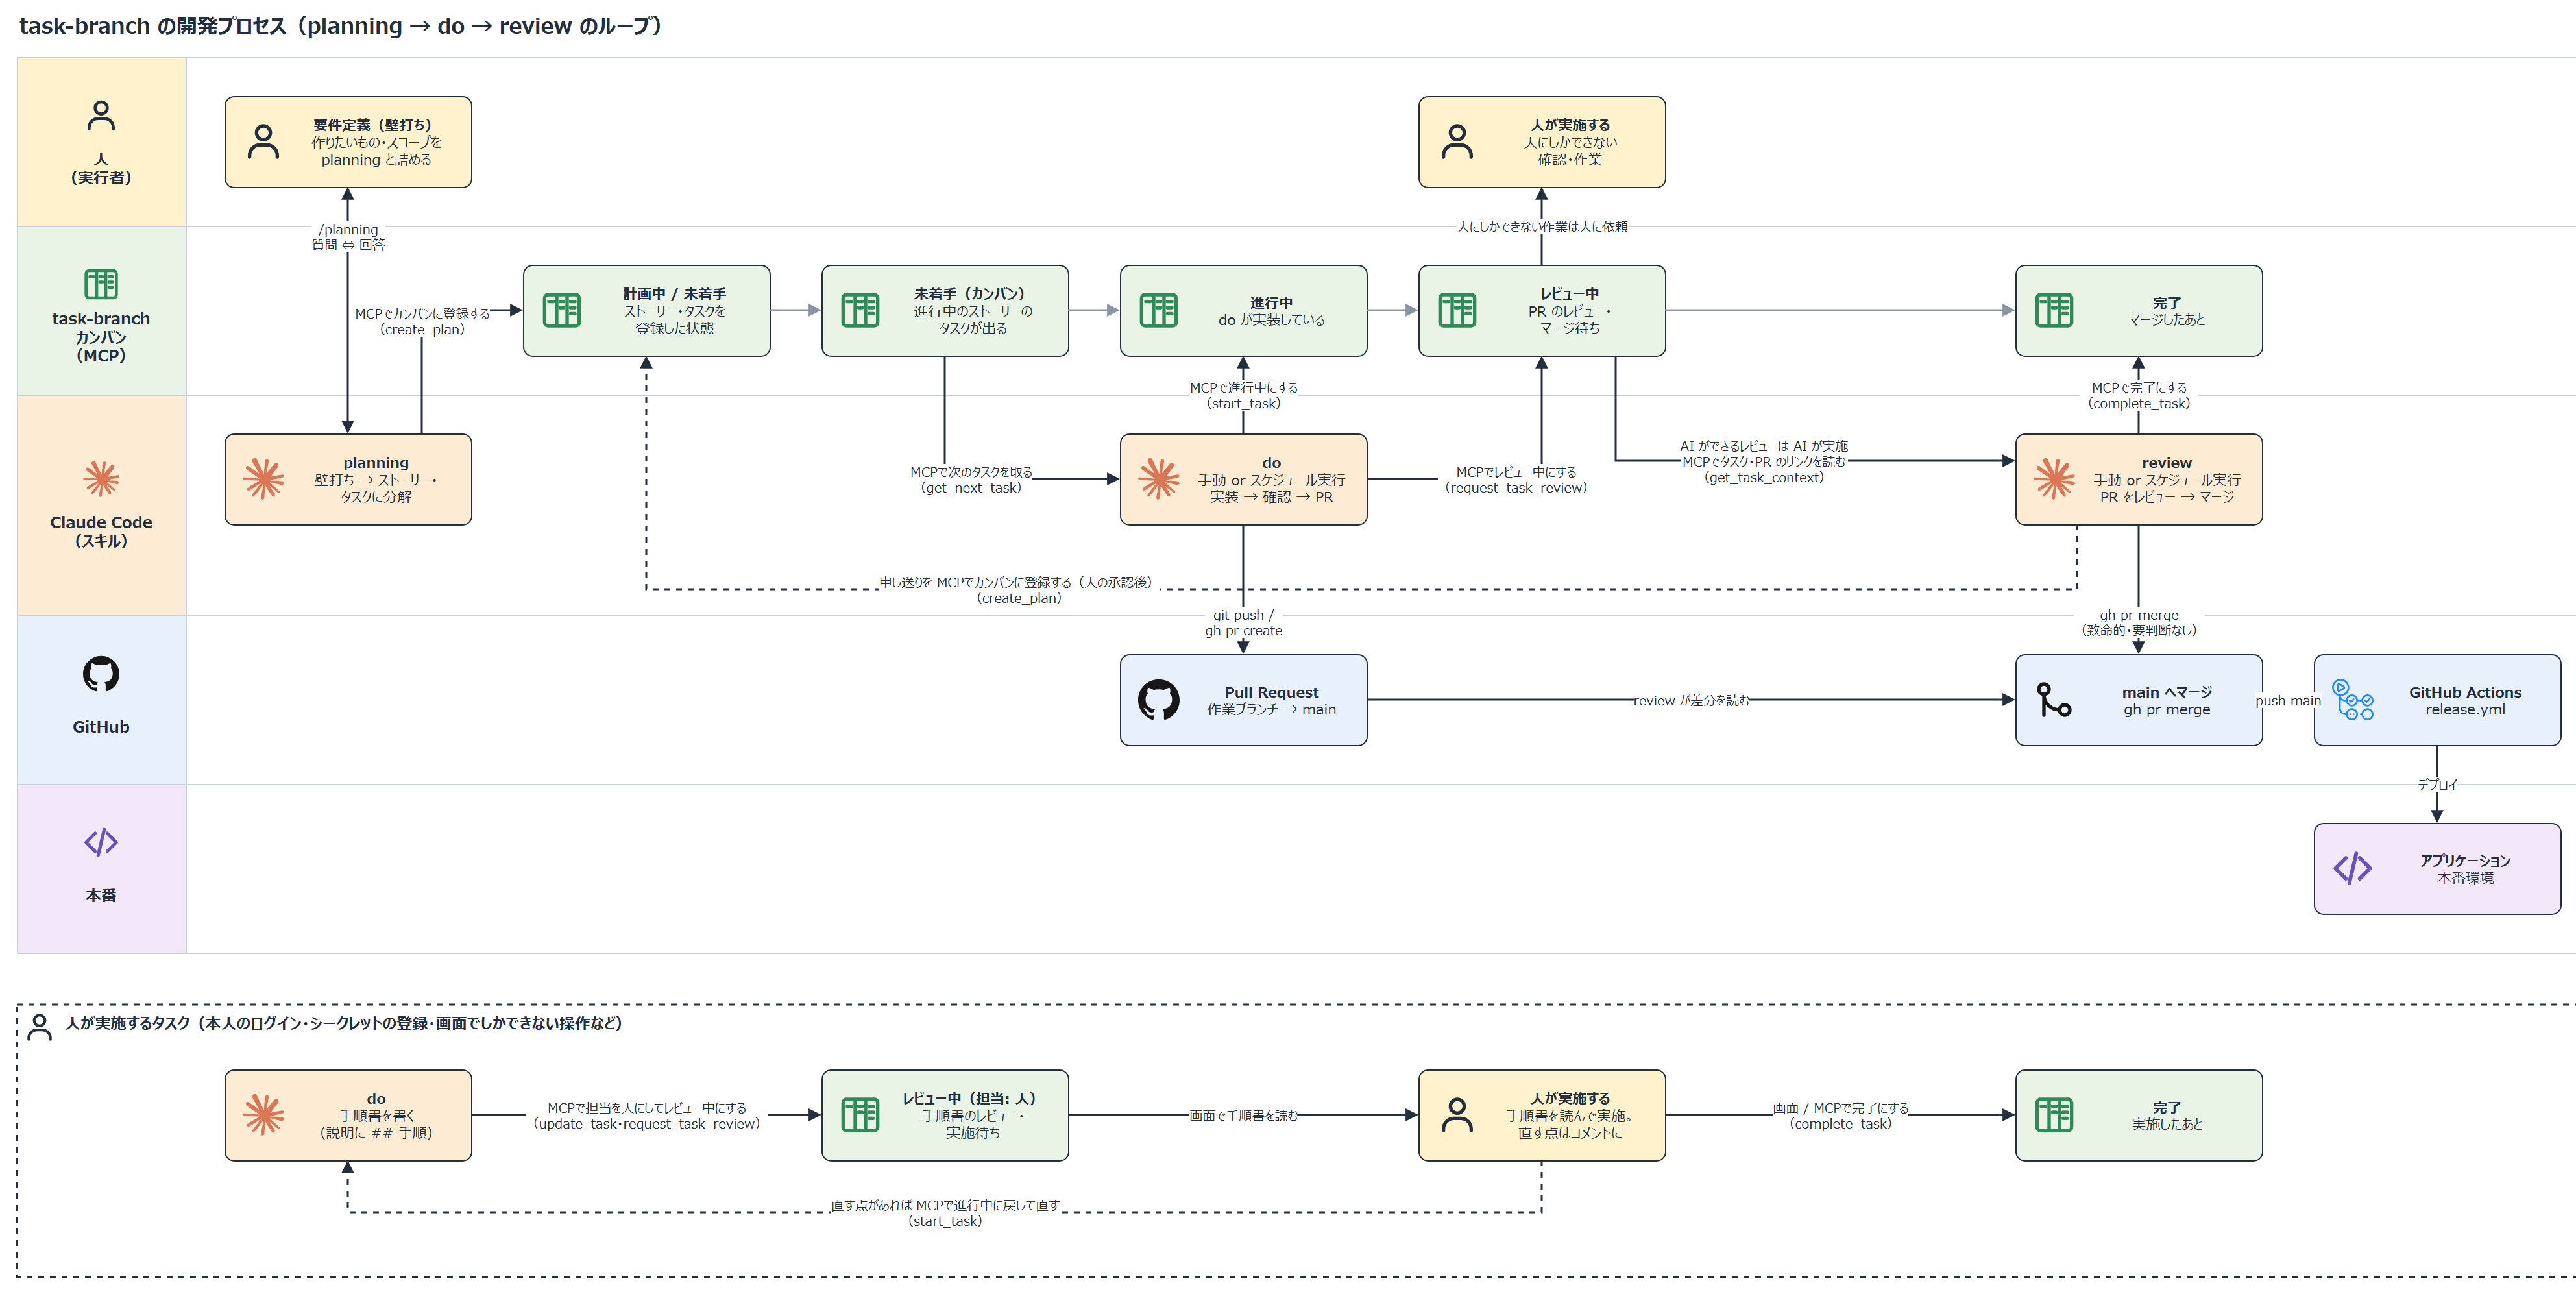 task-branch の開発プロセス（planning → do → review のループ）
人
（実行者）
要件定義（壁打ち）
作りたいもの・スコープを
planning と詰める
人が実施する
人にしかできない
確認・作業
/planning
質問 ⇔ 回答
人にしかできない作業は人に依頼
task-branch
カンバン
（MCP）
MCPでカンバンに登録する
（create_plan）
計画中 / 未着手
ストーリー・タスクを
登録した状態
未着手（カンバン）
進行中のストーリーの
タスクが出る
進行中
do が実装している
レビュー中
PR のレビュー・
マージ待ち
完了
マージしたあと
MCPで進行中にする
（start_task）
MCPで完了にする
（complete_task）
Claude Code
（スキル）
planning
壁打ち → ストーリー・
タスクに分解
MCPで次のタスクを取る
（get_next_task）
do
手動 or スケジュール実行
実装 → 確認 → PR
MCPでレビュー中にする
（request_task_review）
AI ができるレビューは AI が実施
MCPでタスク・PR のリンクを読む
（get_task_context）
review
手動 or スケジュール実行
PR をレビュー → マージ
申し送りを MCPでカンバンに登録する（人の承認後）
（create_plan）
git push /
gh pr create
gh pr merge
（致命的・要判断なし）
GitHub
Pull Request
作業ブランチ → main
review が差分を読む
main へマージ
gh pr merge
push main
GitHub Actions
release.yml
デプロイ
本番
アプリケーション
本番環境
人が実施するタスク（本人のログイン・シークレットの登録・画面でしかできない操作など）
do
手順書を書く
（説明に ## 手順）
MCPで担当を人にしてレビュー中にする
（update_task・request_task_review）
レビュー中（担当: 人）
手順書のレビュー・
実施待ち
画面で手順書を読む
人が実施する
手順書を読んで実施。
直す点はコメントに
画面 / MCPで完了にする
（complete_task）
完了
実施したあと
直す点があれば MCPで進行中に戻して直す
（start_task）